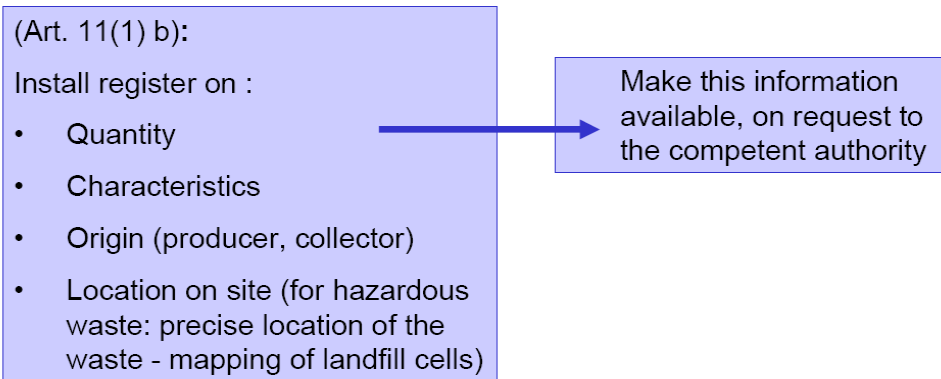 (Art. 11(1) b):
Install register on :
• Quantity
• Characteristics
• Origin (producer, collector)
• Location on site (for hazardous
waste: precise location of the
waste - mapping of landfill cells)
Make this information
available, on request to
the competent authority